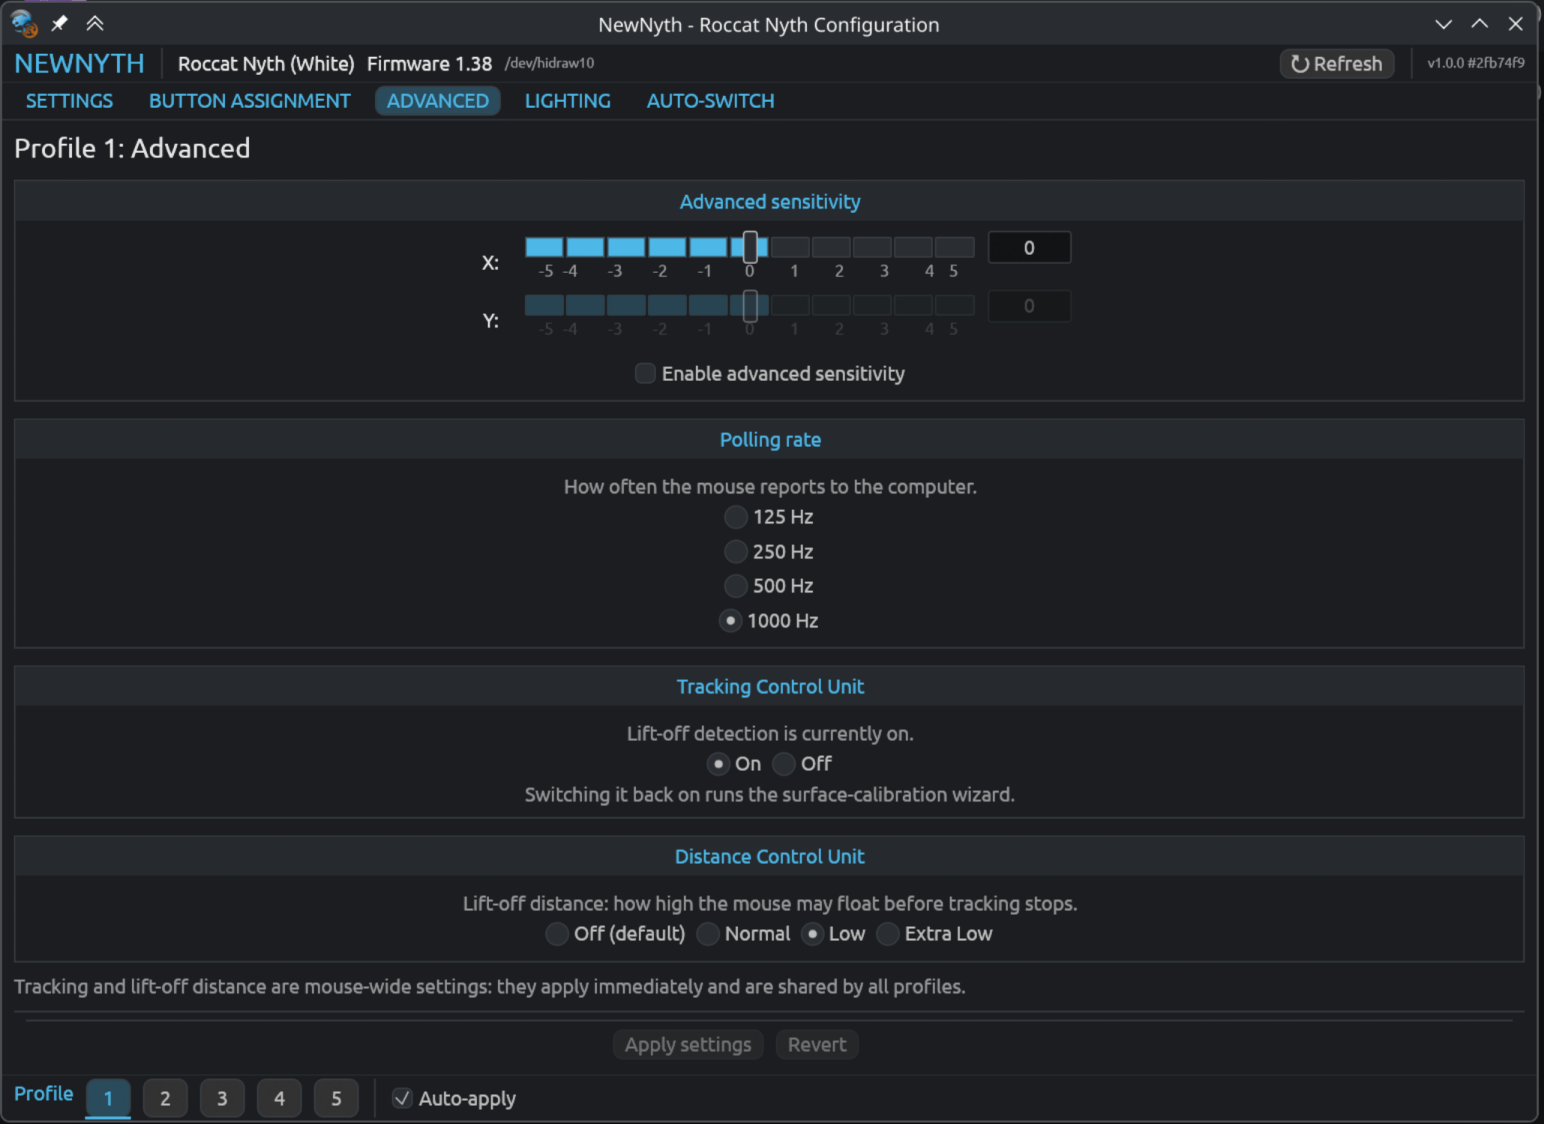 NewNyth - Roccat Nyth Configuration
NEWNYTH Roccat Nyth (White) Firmware 1.38 /dev/hidraw10 Refresh v1.0.0 #2fb74f9
SETTINGS BUTTON ASSIGNMENT ADVANCED LIGHTING AUTO-SWITCH
Profile 1: Advanced
Advanced sensitivity
X: 0
-5 -4 -3 -2 -1 0 1 2 3 4 5
Y: 0
-5 -4 -3 -2 -1 0 1 2 3 4 5
Enable advanced sensitivity
Polling rate
How often the mouse reports to the computer.
125 Hz
250 Hz
500 Hz
1000 Hz
Tracking Control Unit
Lift-off detection is currently on.
On Off
Switching it back on runs the surface-calibration wizard.
Distance Control Unit
Lift-off distance: how high the mouse may float before tracking stops.
Off (default) Normal Low Extra Low
Tracking and lift-off distance are mouse-wide settings: they apply immediately and are shared by all profiles.
Apply settings Revert
Profile 1 2 3 4 5 Auto-apply